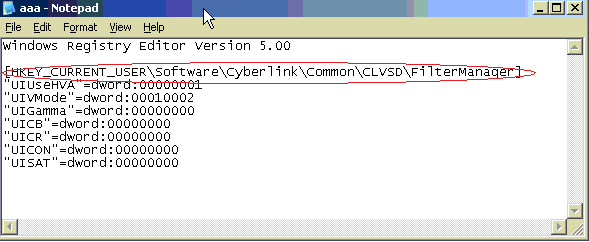 aaa - Notepad
File Edit Format View Help
Windows Registry Editor Version 5.00
[HKEY_CURRENT_USER\Software\Cyberlink\Common\CLVSD\FilterManager]
"UIUseHVA"=dword:00000001
"UIVMode"=dword:00010002
"UIGamma"=dword:00000000
"UICB"=dword:00000000
"UICR"=dword:00000000
"UICON"=dword:00000000
"UISAT"=dword:00000000